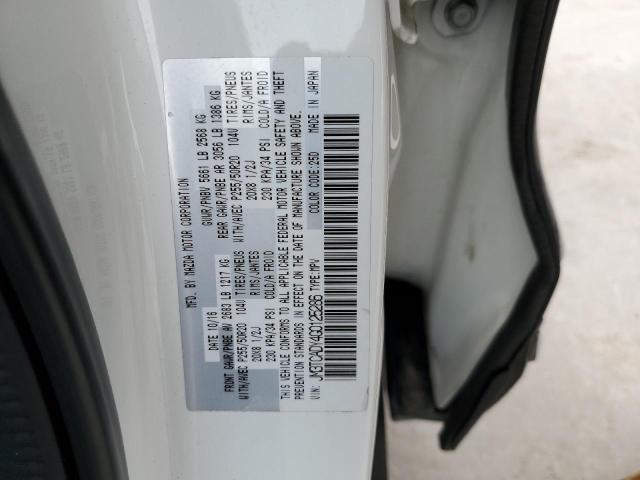 MFD. BY MAZDA MOTOR CORPORATION
10/16 GVWR/PNBV 5661 LB 2568 KG
FRONT GAWR/PNBE AV 2683 LB 1217 KG REAR GAWR/PNBE AR 3056 LB 1386 KG
WITH/AVEC P255/50R20 104V TIRES/PNEUS WITH/AVEC P255/50R20 104V TIRES/PNEUS
20X8 1/2J RIMS/JANTES 20X8 1/2J RIMS/JANTES
230 KPA/34 PSI COLD/A FROID 230 KPA/34 PSI COLD/A FROID
THIS VEHICLE CONFORMS TO ALL APPLICABLE FEDERAL MOTOR VEHICLE SAFETY AND THEFT
PREVENTION STANDARDS IN EFFECT ON THE DATE OF MANUFACTURE SHOWN ABOVE.
VIN: JM3TCADY4G0125286 TYPE:MPV COLOR CODE:25D MADE IN JAPAN